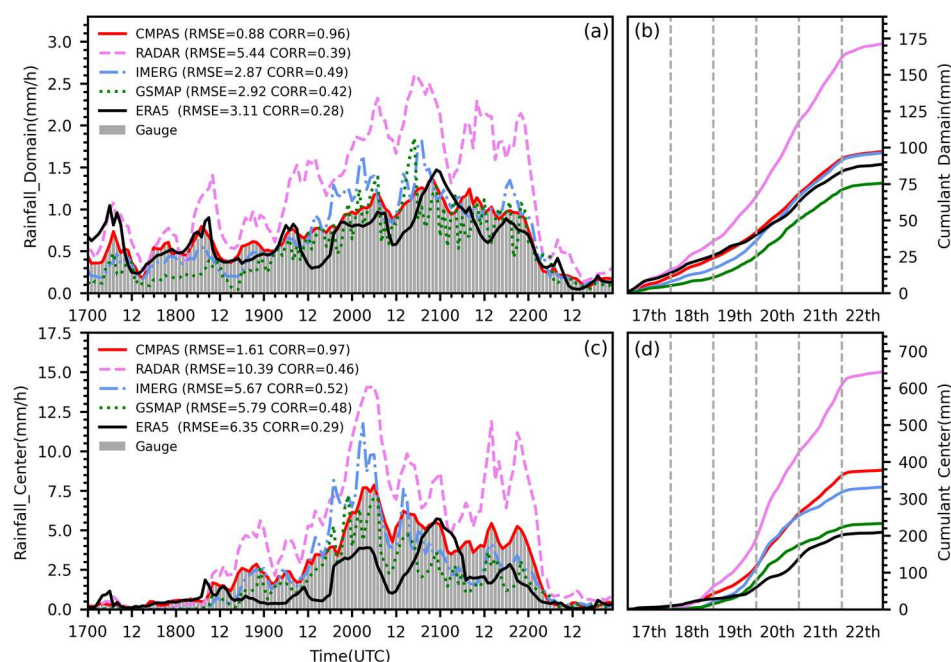 (a)
CMPAS (RMSE=0.88 CORR=0.96)
RADAR (RMSE=5.44 CORR=0.39)
IMERG (RMSE=2.87 CORR=0.49)
GSMAP (RMSE=2.92 CORR=0.42)
ERA5 (RMSE=3.11 CORR=0.28)
Gauge
Rainfall_Domain(mm/h)
3.0
2.5
2.0
1.5
1.0
0.5
0.0
1700 12 1800 12 1900 12 2000 12 2100 12 2200 12
(b)
175
150
125
100
75
50
25
0
Cumulant_Damain(mm)
17th 18th 19th 20th 21th 22th
(c)
CMPAS (RMSE=1.61 CORR=0.97)
RADAR (RMSE=10.39 CORR=0.46)
IMERG (RMSE=5.67 CORR=0.52)
GSMAP (RMSE=5.79 CORR=0.48)
ERA5 (RMSE=6.35 CORR=0.29)
Gauge
Rainfall_Center(mm/h)
17.5
15.0
12.5
10.0
7.5
5.0
2.5
0.0
1700 12 1800 12 1900 12 2000 12 2100 12 2200 12
Time(UTC)
(d)
700
600
500
400
300
200
100
0
Cumulant_Center(mm)
17th 18th 19th 20th 21th 22th